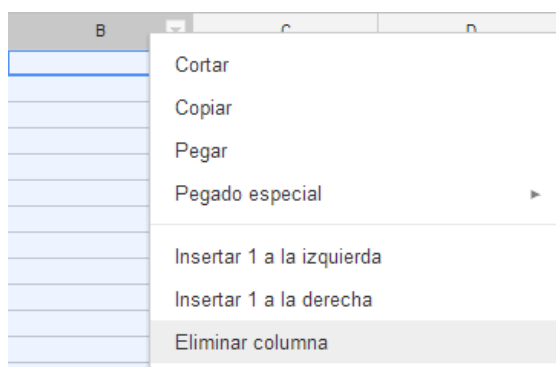 B C D
Cortar
Copiar
Pegar
Pegado especial
Insertar 1 a la izquierda
Insertar 1 a la derecha
Eliminar columna